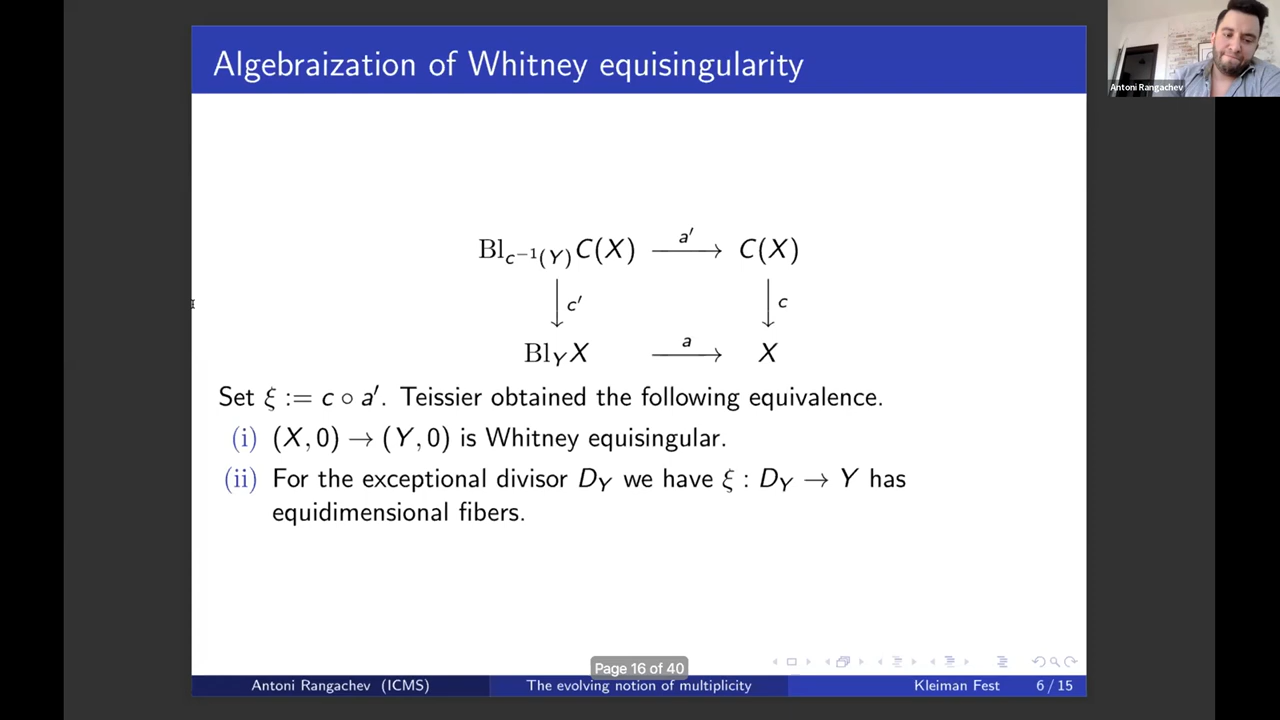 Algebraization of Whitney equisingularity
Antoni Rangachev
Bl_{c^{-1}(Y)} C(X) a′ C(X)
c′ c
Bl_Y X a X
Set ξ := c ∘ a′. Teissier obtained the following equivalence.
(i) (X, 0) → (Y, 0) is Whitney equisingular.
(ii) For the exceptional divisor D_Y we have ξ : D_Y → Y has
equidimensional fibers.
Page 16 of 40
Antoni Rangachev (ICMS) The evolving notion of multiplicity Kleiman Fest 6 / 15